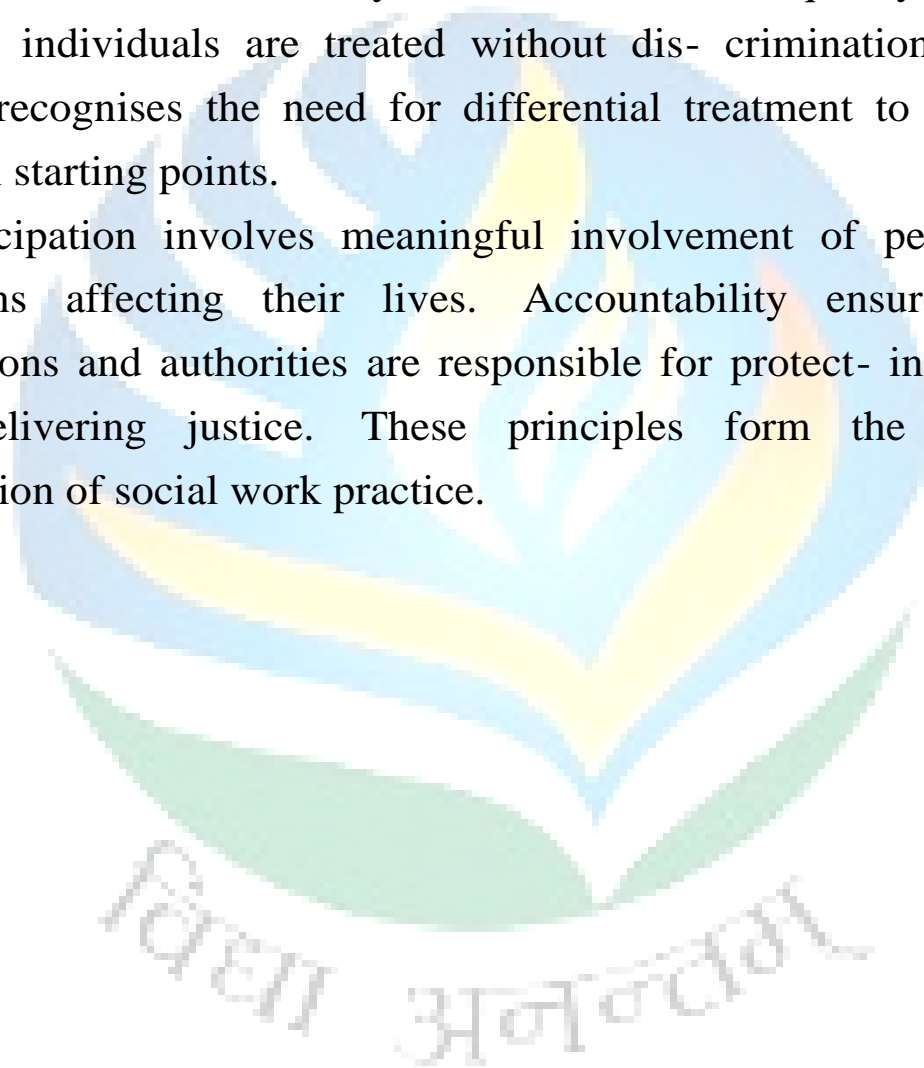 individuals are treated without dis- crimination
recognises the need for differential treatment to
starting points.
cipation involves meaningful involvement of pe
ns affecting their lives. Accountability ensur
ons and authorities are responsible for protect- in
elivering justice. These principles form the
ion of social work practice.
विद्या अनन्तम्